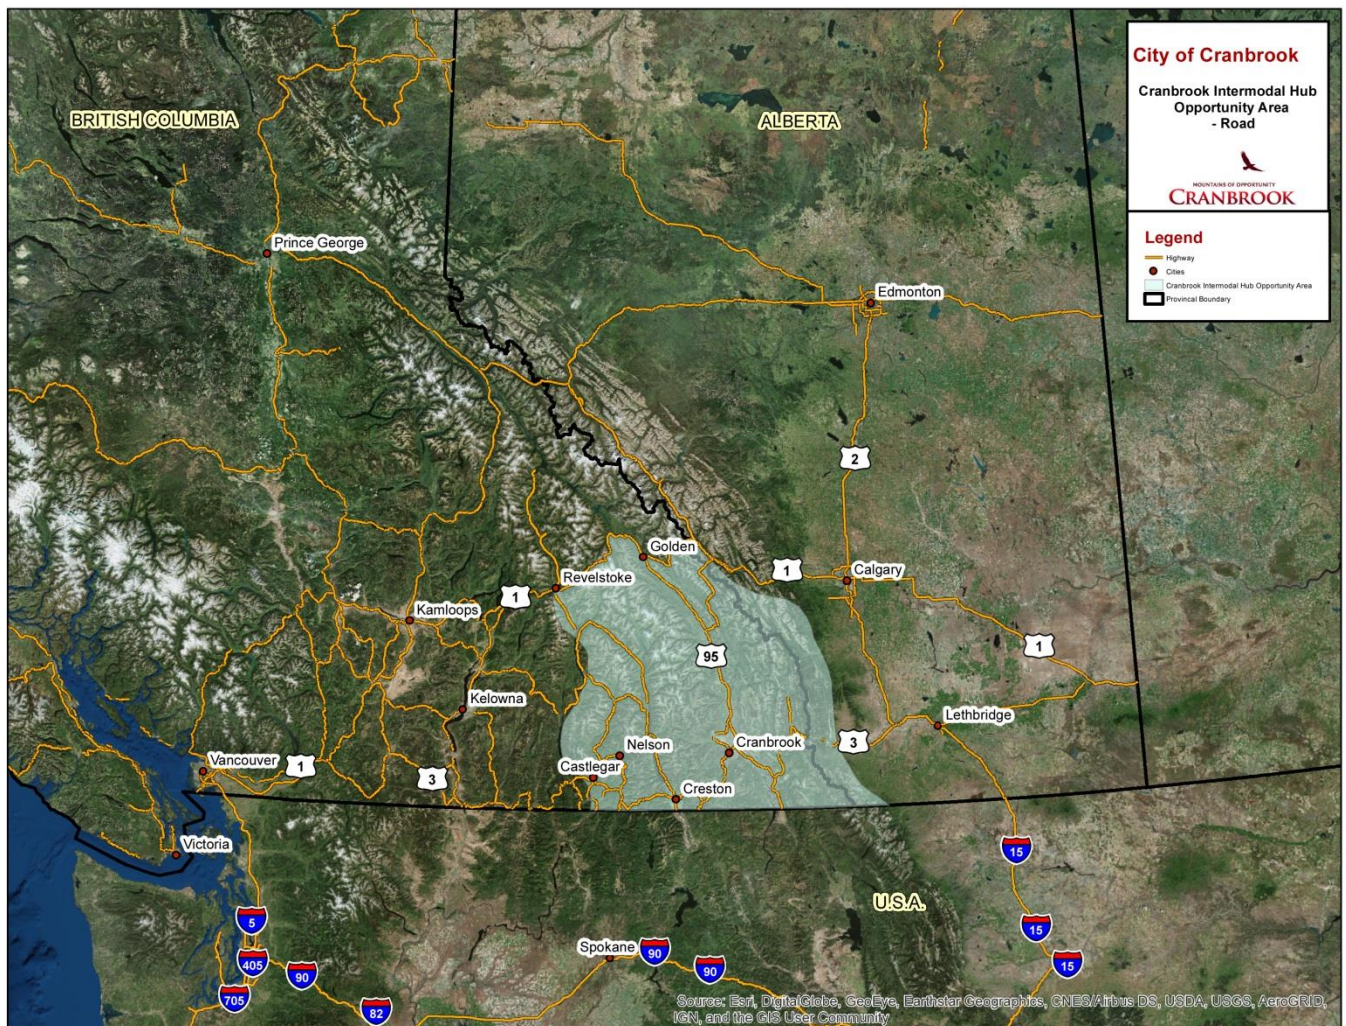 City of Cranbrook
Cranbrook Intermodal Hub
Opportunity Area
- Road
MOUNTAINS OF OPPORTUNITY
CRANBROOK
Legend
Highway
Cities
Cranbrook Intermodal Hub Opportunity Area
Provincal Boundary
BRITISH COLUMBIA
ALBERTA
Prince George
Edmonton
2
Golden
Revelstoke
1
Calgary
1
Kamloops
95
1
Kelowna
Lethbridge
Nelson
Cranbrook
3
Vancouver
1
Castlegar
3
Creston
Victoria
15
U.S.A.
5
15
Spokane
90
405
90
90
15
705
82
Source: Esri, DigitalGlobe, GeoEye, Earthstar Geographics, CNES/Airbus DS, USDA, USGS, AeroGRID,
IGN, and the GIS User Community